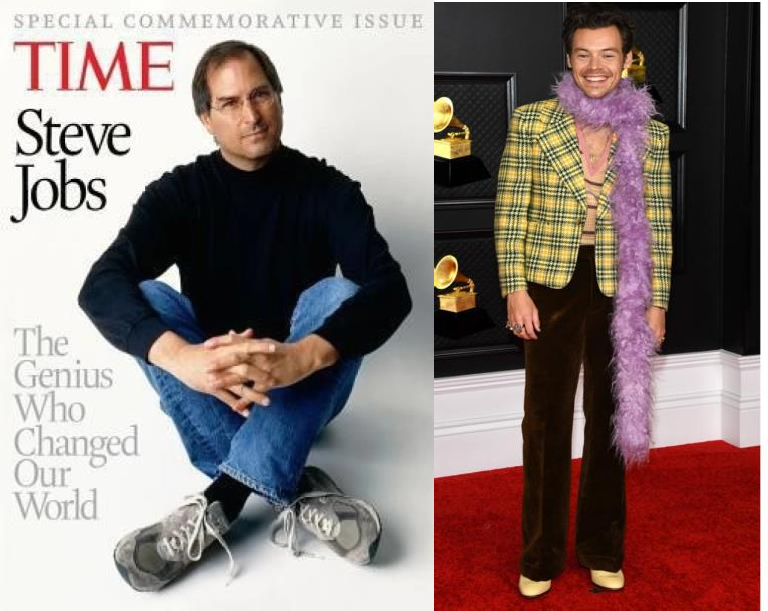 SPECIAL COMMEMORATIVE ISSUE
TIME
Steve
Jobs
The
Genius
Who
Changed
Our
World